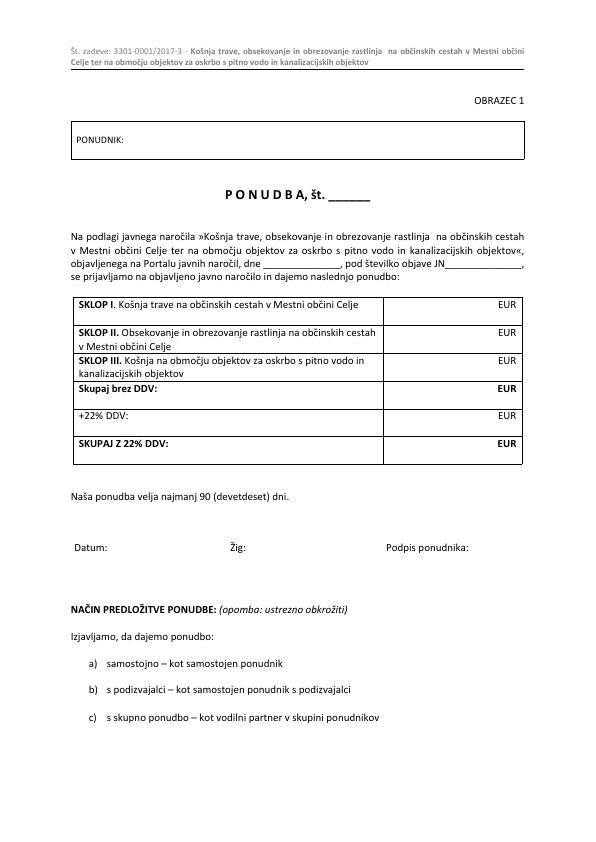 Št. zadeve: 3301-0001/2017-3 - Košnja trave, obsekovanje in obrezovanje rastlinja  na občinskih cestah v Mestni občini
Celje ter na območju objektov za oskrbo s pitno vodo in kanalizacijskih objektov
OBRAZEC 1
PONUDNIK:
P O N U D B A, št. ______
Na podlagi javnega naročila »Košnja trave, obsekovanje in obrezovanje rastlinja  na občinskih cestah
v Mestni občini Celje ter na območju objektov za oskrbo s pitno vodo in kanalizacijskih objektov«,
objavljenega na Portalu javnih naročil, dne ______________, pod številko objave JN______________,
se prijavljamo na objavljeno javno naročilo in dajemo naslednjo ponudbo:
SKLOP I. Košnja trave na občinskih cestah v Mestni občini Celje EUR
SKLOP II. Obsekovanje in obrezovanje rastlinja na občinskih cestah EUR
v Mestni občini Celje
SKLOP III. Košnja na območju objektov za oskrbo s pitno vodo in EUR
kanalizacijskih objektov
Skupaj brez DDV: EUR
+22% DDV: EUR
SKUPAJ Z 22% DDV: EUR
Naša ponudba velja najmanj 90 (devetdeset) dni.
Datum: Žig: Podpis ponudnika:
NAČIN PREDLOŽITVE PONUDBE: (opomba: ustrezno obkrožiti)
Izjavljamo, da dajemo ponudbo:
a) samostojno – kot samostojen ponudnik
b) s podizvajalci – kot samostojen ponudnik s podizvajalci
c) s skupno ponudbo – kot vodilni partner v skupini ponudnikov